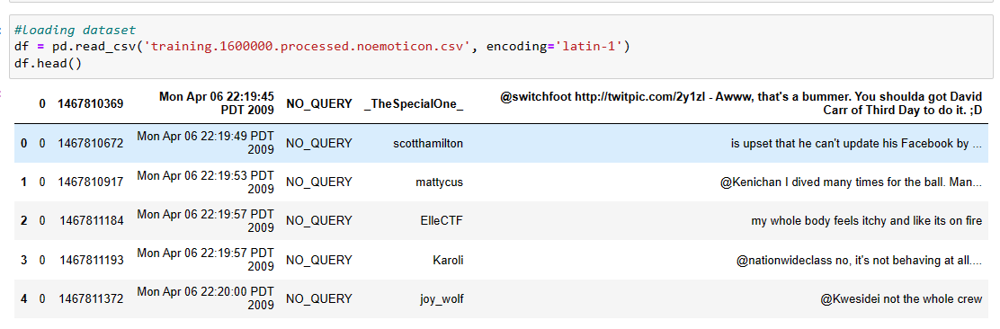 #loading dataset
df = pd.read_csv('training.1600000.processed.noemoticon.csv', encoding='latin-1')
df.head()
0 1467810369 Mon Apr 06 22:19:45 PDT 2009 NO_QUERY _TheSpecialOne_ @switchfoot http://twitpic.com/2y1zl - Awww, that's a bummer. You shoulda got David Carr of Third Day to do it. ;D
0 0 1467810672 Mon Apr 06 22:19:49 PDT 2009 NO_QUERY scotthamilton is upset that he can't update his Facebook by ...
1 0 1467810917 Mon Apr 06 22:19:53 PDT 2009 NO_QUERY mattycus @Kenichan I dived many times for the ball. Man...
2 0 1467811184 Mon Apr 06 22:19:57 PDT 2009 NO_QUERY ElleCTF my whole body feels itchy and like its on fire
3 0 1467811193 Mon Apr 06 22:19:57 PDT 2009 NO_QUERY Karoli @nationwideclass no, it's not behaving at all....
4 0 1467811372 Mon Apr 06 22:20:00 PDT 2009 NO_QUERY joy_wolf @Kwesidei not the whole crew